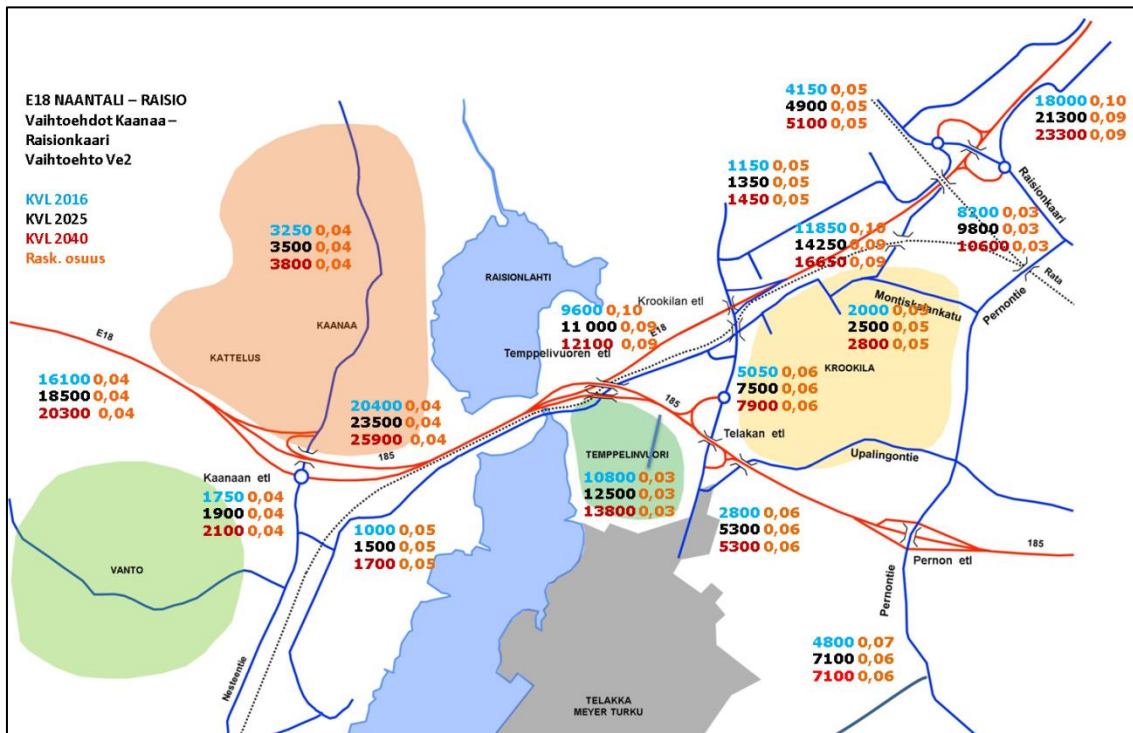 E18 NAANTALI – RAISIO
Vaihtoehdot Kaanaa –
Raisionkaari
Vaihtoehto Ve2
KVL 2016
KVL 2025
KVL 2040
Rask. osuus
4150 0,05
4900 0,05
5100 0,05
18000 0,10
21300 0,09
23300 0,09
1150 0,05
1350 0,05
1450 0,05
Raisionkaari
3250 0,04
3500 0,04
3800 0,04
11850 0,10
14250 0,09
16650 0,09
8200 0,03
9800 0,03
10600 0,03
Rata
RAISIONLAHTI
Krookilan etl
Montiskalankatu
Pernontie
KAANAA
E18
KATTELUS
9600 0,10
11 000 0,09
12100 0,09
E18
Temppelivuoren etl
2000 0,05
2500 0,05
2800 0,05
KROOKILA
16100 0,04
18500 0,04
20300 0,04
5050 0,06
7500 0,06
7900 0,06
20400 0,04
23500 0,04
25900 0,04
185
185
Telakan etl
Upalingontie
TEMPPELINVUORI
10800 0,03
12500 0,03
13800 0,03
Kaanaan etl
1750 0,04
1900 0,04
2100 0,04
2800 0,06
5300 0,06
5300 0,06
1000 0,05
1500 0,05
1700 0,05
185
Pernon etl
VANTO
Pernontie
Nesteentie
4800 0,07
7100 0,06
7100 0,06
TELAKKA
MEYER TURKU